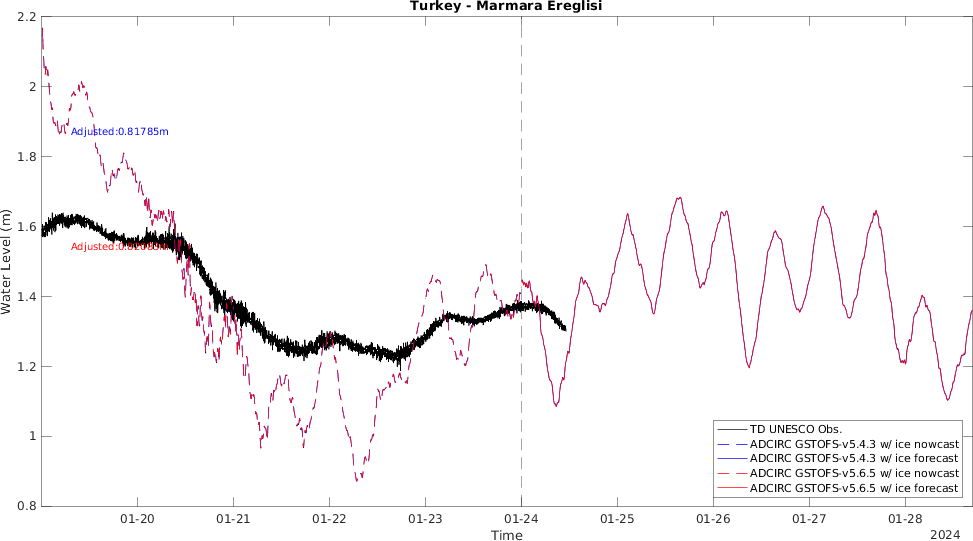 Turkey - Marmara Ereglisi
Water Level (m)
2.2
2
1.8
1.6
1.4
1.2
1
0.8
Adjusted:0.81785m
01-20
01-21
01-22
01-23
01-24
01-25
01-26
01-27
01-28
Time
2024
TD UNESCO Obs.
ADCIRC GSTOFS-v5.4.3 w/ ice nowcast
ADCIRC GSTOFS-v5.4.3 w/ ice forecast
ADCIRC GSTOFS-v5.6.5 w/ ice nowcast
ADCIRC GSTOFS-v5.6.5 w/ ice forecast